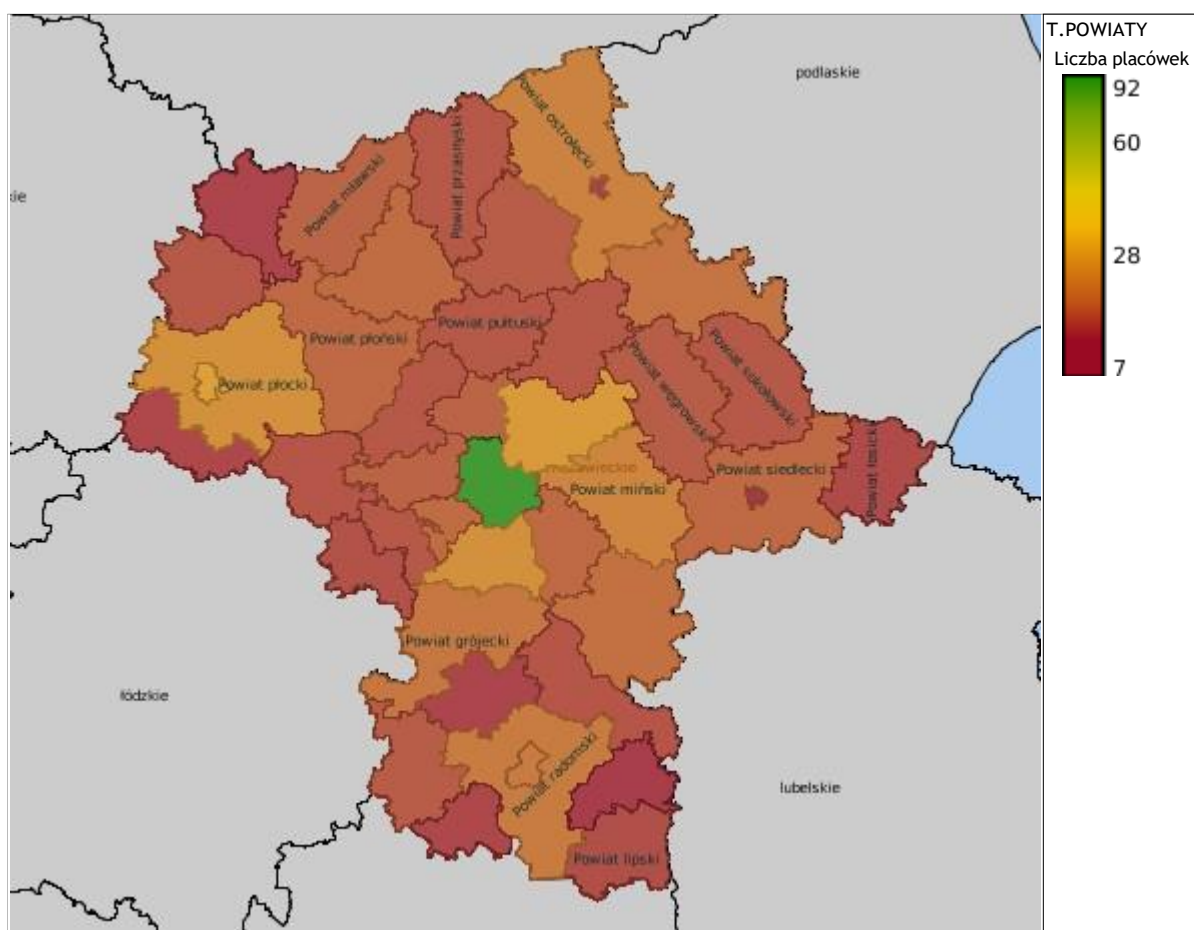 T.POWIATY
Liczba placówek
92
60
28
7
podlaskie
kie
Powiat ostrołęcki
Powiat przasnyski
Powiat mławski
Powiat pułtuski
Powiat płoński
Powiat płocki
Powiat węgrowski
Powiat sokołowski
wieckie
Powiat miński
Powiat siedlecki
Powiat łosicki
Powiat grójecki
łódzkie
Powiat radomski
lubelskie
Powiat lipski